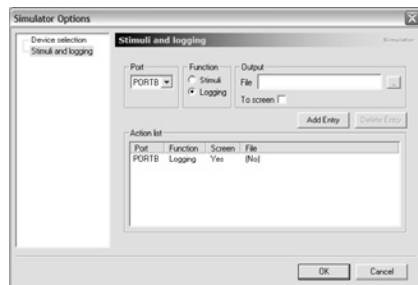 Simulator Options
Device selection
Stimuli and logging
Stimuli and logging
Simulator
Port
PORTB
Function
Stimuli
Logging
Output
File
...
To screen
Add Entry
Delete Entry
Action list
Port Function Screen File
PORTB Logging Yes (No)
OK
Cancel